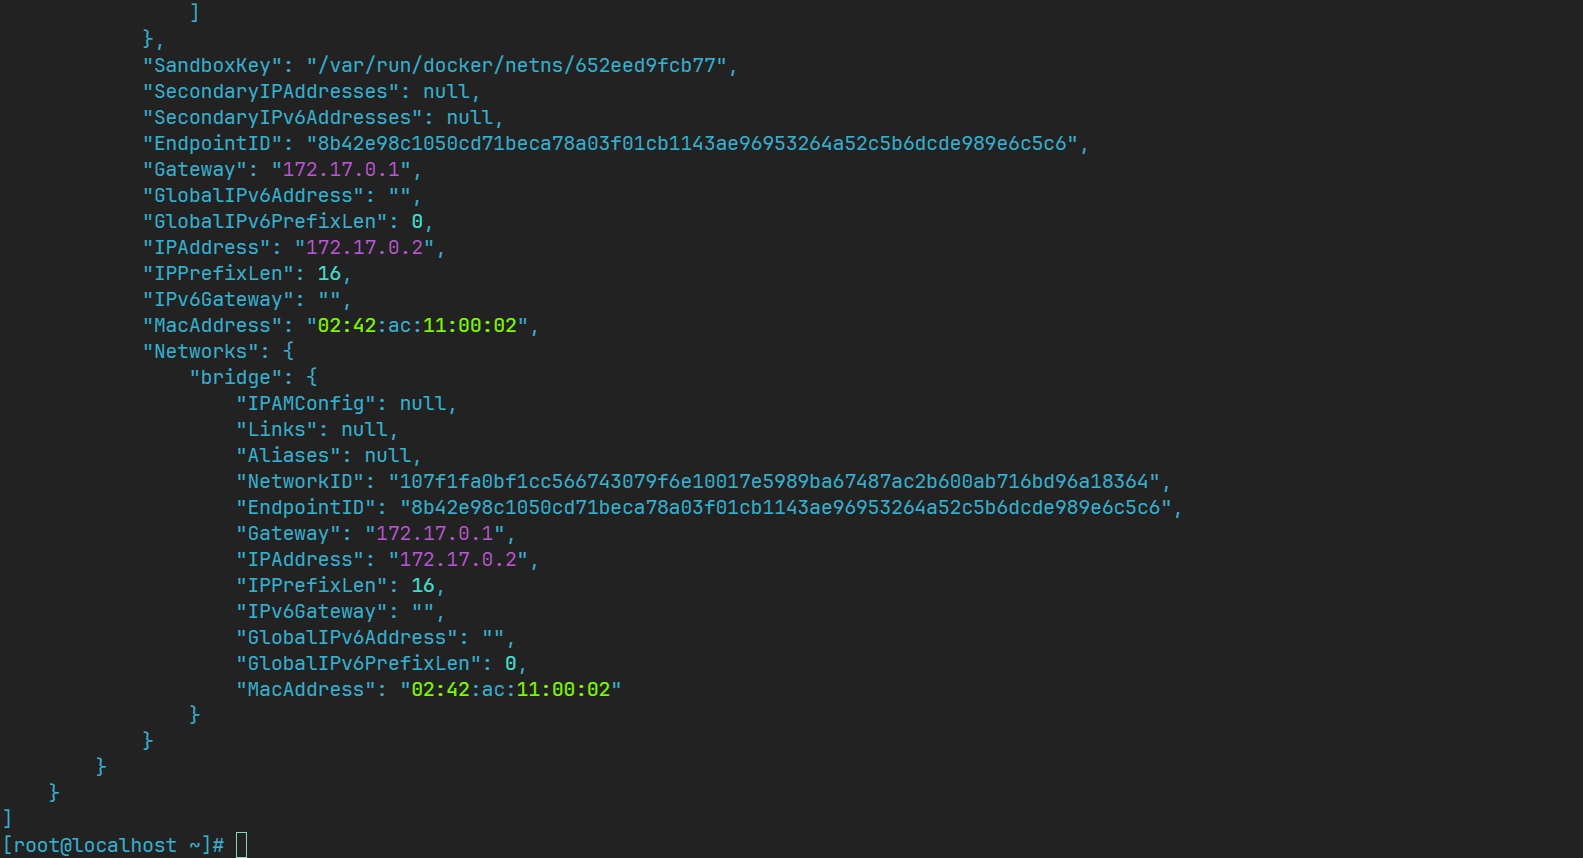 ]
},
"SandboxKey": "/var/run/docker/netns/652eed9fcb77",
"SecondaryIPAddresses": null,
"SecondaryIPv6Addresses": null,
"EndpointID": "8b42e98c1050cd71beca78a03f01cb1143ae96953264a52c5b6dcde989e6c5c6",
"Gateway": "172.17.0.1",
"GlobalIPv6Address": "",
"GlobalIPv6PrefixLen": 0,
"IPAddress": "172.17.0.2",
"IPPrefixLen": 16,
"IPv6Gateway": "",
"MacAddress": "02:42:ac:11:00:02",
"Networks": {
"bridge": {
"IPAMConfig": null,
"Links": null,
"Aliases": null,
"NetworkID": "107f1fa0bf1cc566743079f6e10017e5989ba67487ac2b600ab716bd96a18364",
"EndpointID": "8b42e98c1050cd71beca78a03f01cb1143ae96953264a52c5b6dcde989e6c5c6",
"Gateway": "172.17.0.1",
"IPAddress": "172.17.0.2",
"IPPrefixLen": 16,
"IPv6Gateway": "",
"GlobalIPv6Address": "",
"GlobalIPv6PrefixLen": 0,
"MacAddress": "02:42:ac:11:00:02"
}
}
}
}
]
[root@localhost ~]#